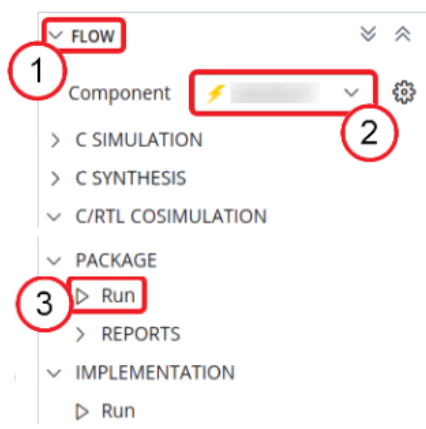 FLOW
1
Component
2
C SIMULATION
C SYNTHESIS
C/RTL COSIMULATION
PACKAGE
3 Run
REPORTS
IMPLEMENTATION
Run